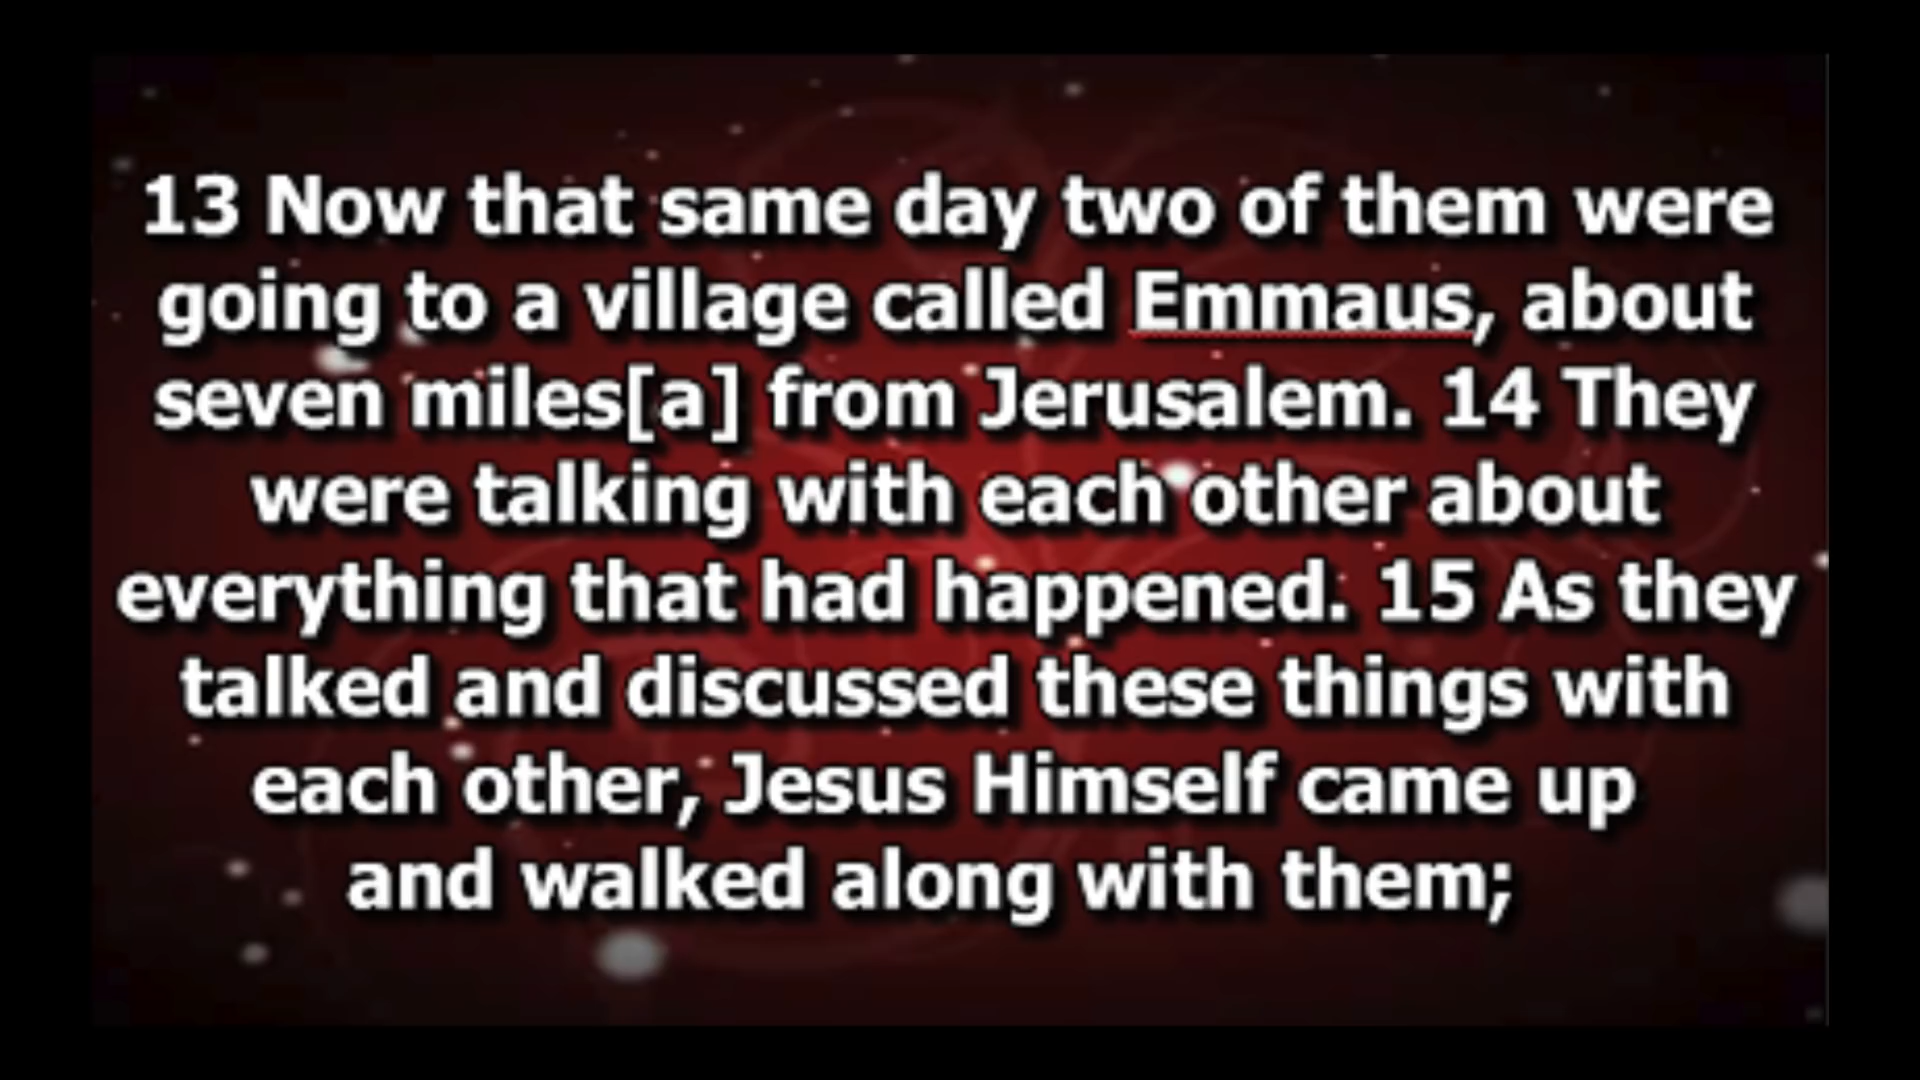 13 Now that same day two of them were
going to a village called Emmaus, about
seven miles[a] from Jerusalem. 14 They
were talking with each other about
everything that had happened. 15 As they
talked and discussed these things with
each other, Jesus Himself came up
and walked along with them;